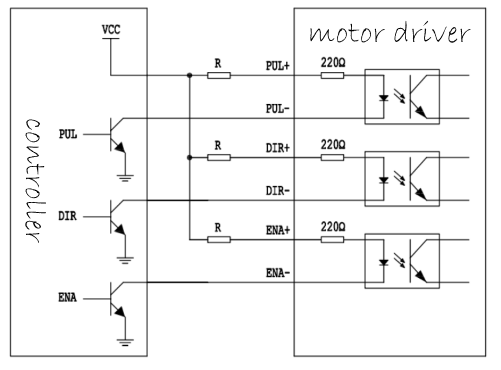 motor driver
VCC
R PUL+ 220Ω
PUL-
PUL
controller
R DIR+ 220Ω
DIR-
DIR
R ENA+ 220Ω
ENA-
ENA